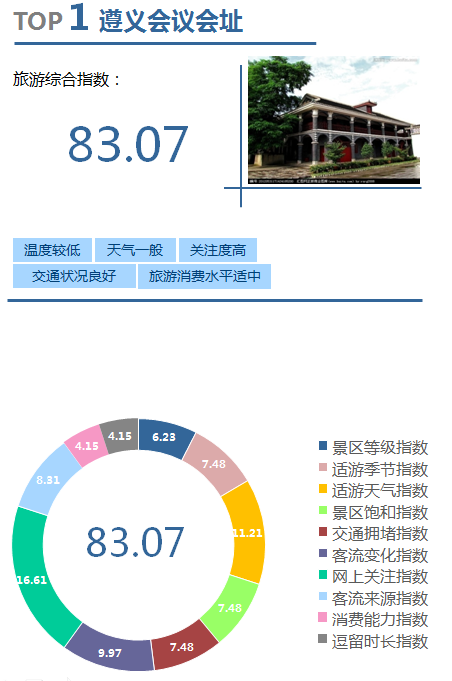 TOP 1 遵义会议会址
旅游综合指数：
83.07
温度较低 天气一般 关注度高
交通状况良好 旅游消费水平适中
4.15 6.23
4.15 7.48
8.31 11.21
16.61 7.48
9.97 7.48
83.07
景区等级指数
适游季节指数
适游天气指数
景区饱和指数
交通拥堵指数
客流变化指数
网上关注指数
客流来源指数
消费能力指数
逗留时长指数